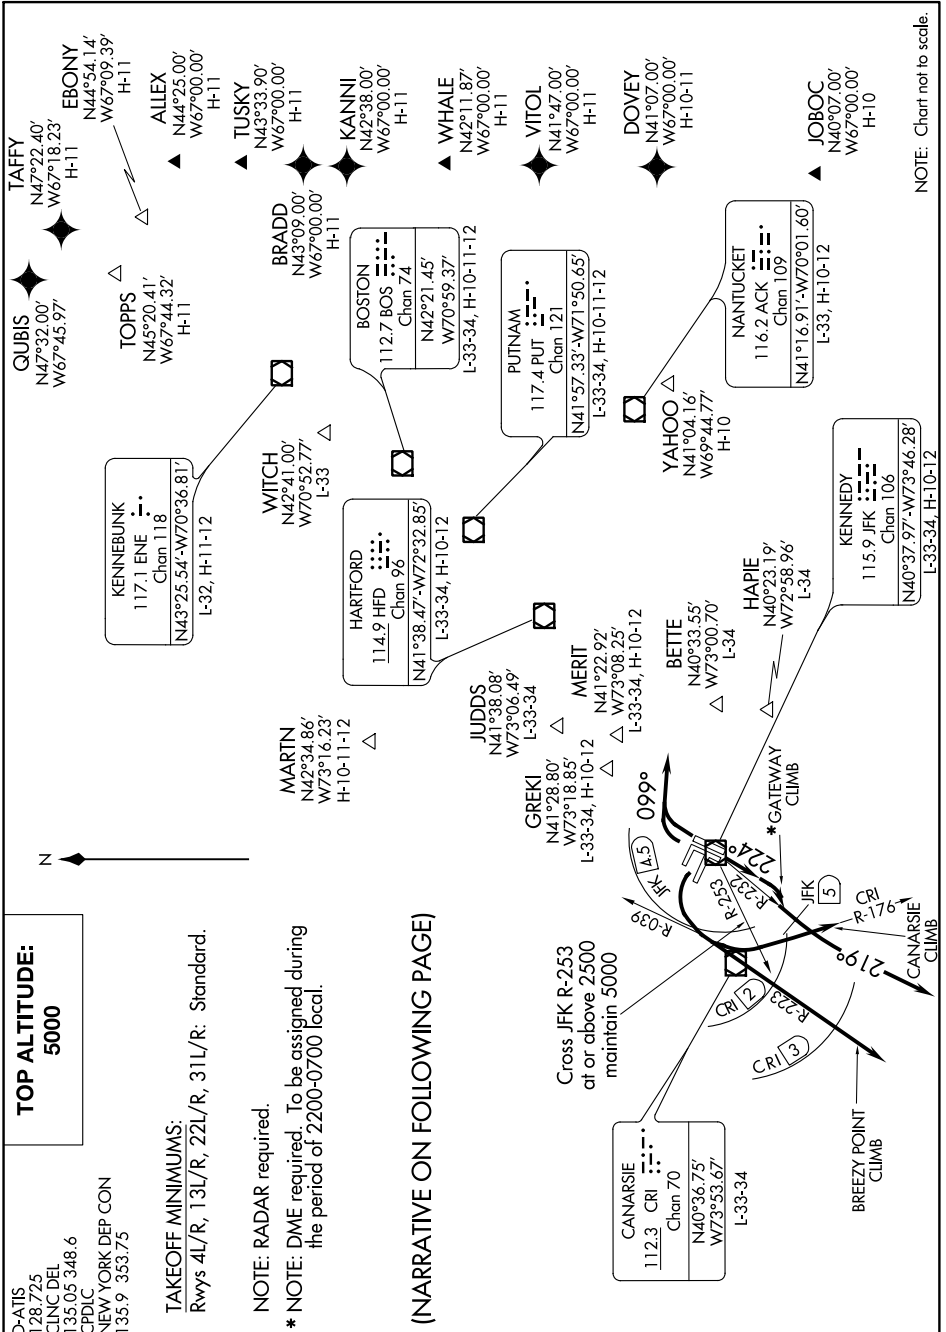 D-ATIS
128.725
CLNC DEL
135.05 348.6
CPDLC
NEW YORK DEP CON
135.9 353.75
TOP ALTITUDE:
5000
TAKEOFF MINIMUMS:
Rwys 4L/R, 13L/R, 22L/R, 31L/R: Standard.
NOTE: RADAR required.
* NOTE: DME required. To be assigned during
the period of 2200-0700 local.
(NARRATIVE ON FOLLOWING PAGE)
N
QUBIS
N47°32.00'
W67°45.97'
TAFFY
N47°22.40'
W67°18.23'
H-11
TOPPS
N45°20.41'
W67°44.32'
H-11
EBONY
N44°54.14'
W67°09.39'
H-11
ALLEX
N44°25.00'
W67°00.00'
H-11
TUSKY
N43°33.90'
W67°00.00'
H-11
BRADD
N43°09.00'
W67°00.00'
H-11
KANNI
N42°38.00'
W67°00.00'
H-11
WHALE
N42°11.87'
W67°00.00'
H-11
VITOL
N41°47.00'
W67°00.00'
H-11
DOVEY
N41°07.00'
W67°00.00'
H-10-11
JOBOC
N40°07.00'
W67°00.00'
H-10
KENNEBUNK
117.1 ENE
Chan 118
N43°25.54'-W70°36.81'
L-32, H-11-12
WITCH
N42°41.00'
W70°52.77'
L-33
BOSTON
112.7 BOS
Chan 74
N42°21.45'
W70°59.37'
L-33-34, H-10-11-12
PUTNAM
117.4 PUT
Chan 121
N41°57.33'-W71°50.65'
L-33-34, H-10-11-12
HARTFORD
114.9 HFD
Chan 96
N41°38.47'-W72°32.85'
L-33-34, H-10-12
NANTUCKET
116.2 ACK
Chan 109
N41°16.91'-W70°01.60'
L-33, H-10-12
YAHOO
N41°04.16'
W69°44.77'
H-10
MARTN
N42°34.86'
W73°16.23'
H-10-11-12
JUDDS
N41°38.08'
W73°06.49'
L-33-34
GREKI
N41°28.80'
W73°18.85'
L-33-34, H-10-12
MERIT
N41°22.92'
W73°08.25'
L-33-34, H-10-12
BETTE
N40°33.55'
W73°00.70'
L-34
HAPIE
N40°23.19'
W72°58.96'
L-34
KENNEDY
115.9 JFK
Chan 106
N40°37.97'-W73°46.28'
L-33-34, H-10-12
099°
JFK 4.5
R-039
R-253
R-232
224°
*GATEWAY
CLIMB
JFK
5
CRI
R-176
CANARSIE
CLIMB
219°
Cross JFK R-253
at or above 2500
maintain 5000
CRI 2
R-223
CRI 3
BREEZY POINT
CLIMB
CANARSIE
112.3 CRI
Chan 70
N40°36.75'
W73°53.67'
L-33-34
NOTE: Chart not to scale.